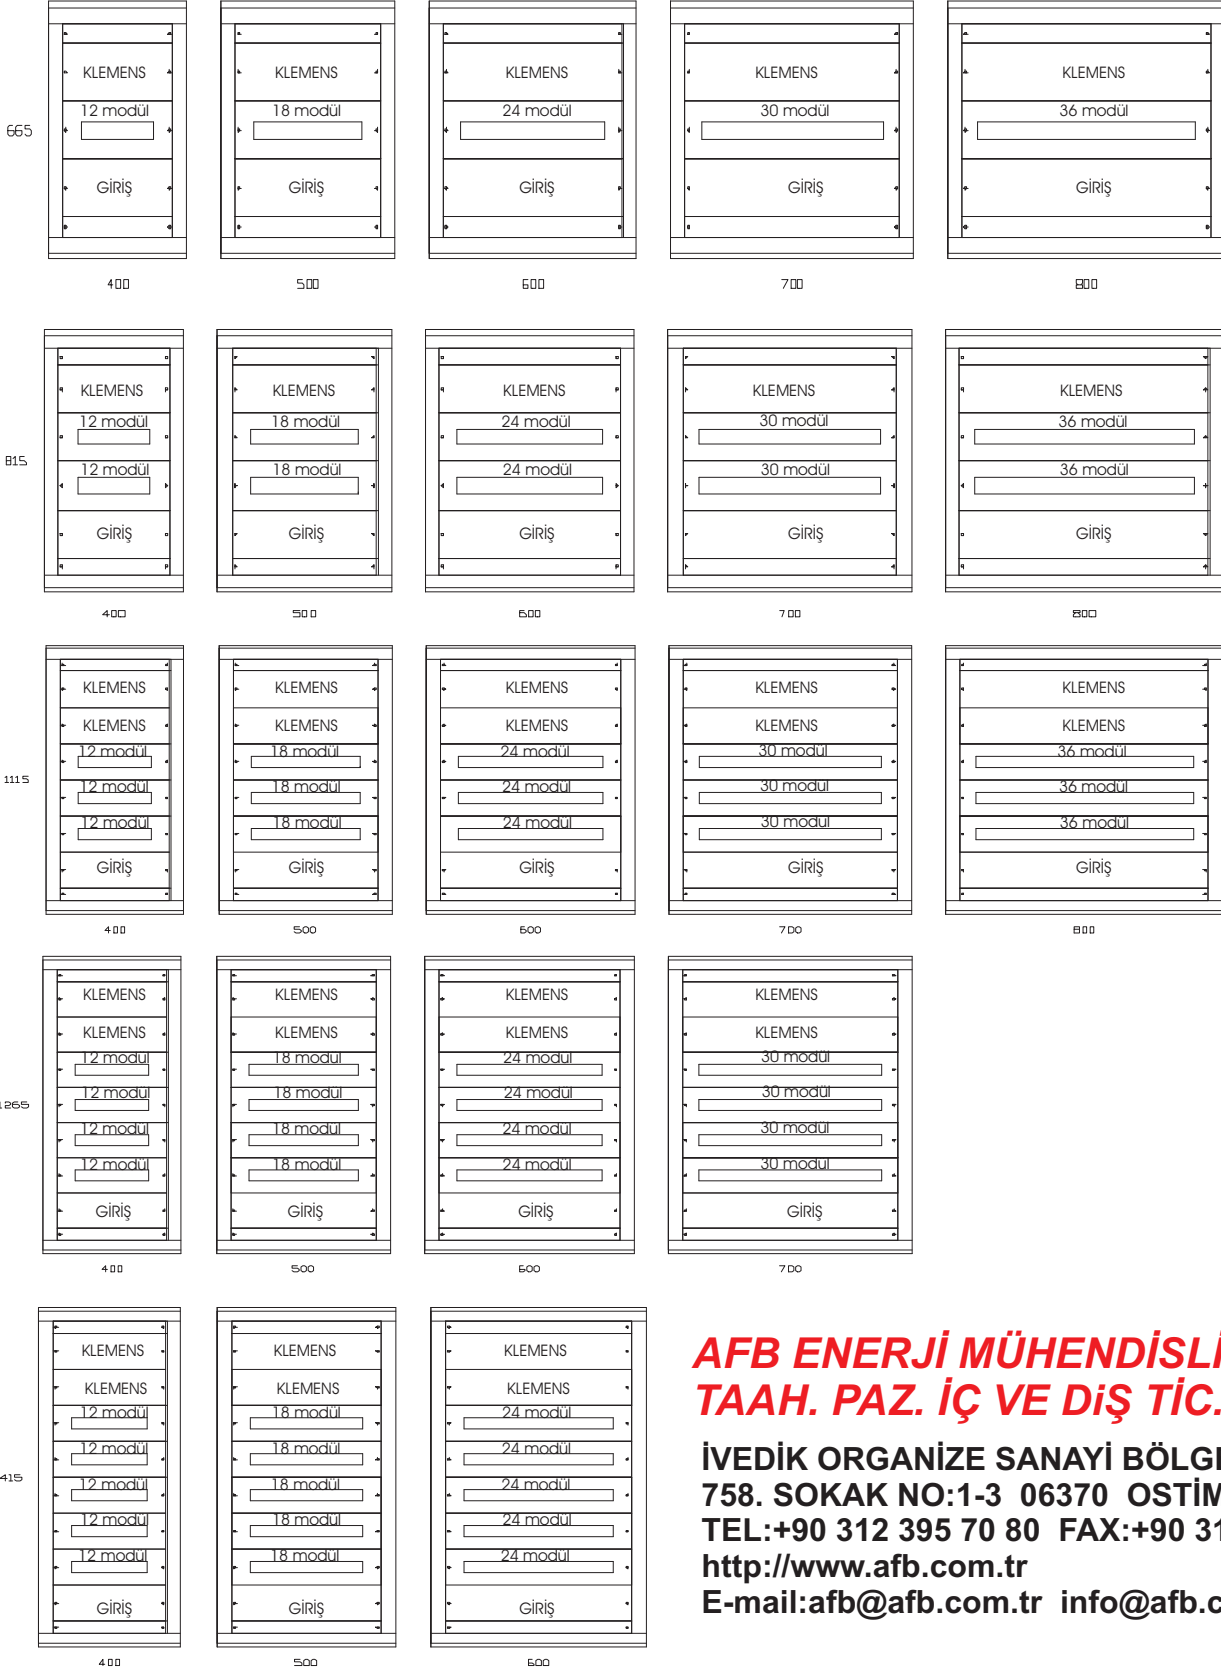 KLEMENS KLEMENS KLEMENS KLEMENS KLEMENS
12 modül 18 modül 24 modül 30 modül 36 modül
665
GİRİŞ GİRİŞ GİRİŞ GİRİŞ GİRİŞ
400 500 600 700 800
KLEMENS KLEMENS KLEMENS KLEMENS KLEMENS
12 modül 18 modül 24 modül 30 modül 36 modül
815
12 modül 18 modül 24 modül 30 modül 36 modül
GİRİŞ GİRİŞ GİRİŞ GİRİŞ GİRİŞ
400 500 600 700 800
KLEMENS KLEMENS KLEMENS KLEMENS KLEMENS
KLEMENS KLEMENS KLEMENS KLEMENS KLEMENS
12 modül 18 modül 24 modül 30 modül 36 modül
1115
12 modül 18 modül 24 modül 30 modül 36 modül
12 modül 18 modül 24 modül 30 modül 36 modül
GİRİŞ GİRİŞ GİRİŞ GİRİŞ GİRİŞ
400 500 600 700 800
KLEMENS KLEMENS KLEMENS KLEMENS
KLEMENS KLEMENS KLEMENS KLEMENS
12 modül 18 modül 24 modül 30 modül
12 modül 18 modül 24 modül 30 modül
1265
12 modül 18 modül 24 modül 30 modül
12 modül 18 modül 24 modül 30 modül
GİRİŞ GİRİŞ GİRİŞ GİRİŞ
400 500 600 700
KLEMENS KLEMENS KLEMENS
KLEMENS KLEMENS KLEMENS
12 modül 18 modül 24 modül
12 modül 18 modül 24 modül
415
12 modül 18 modül 24 modül
12 modül 18 modül 24 modül
12 modül 18 modül 24 modül
GİRİŞ GİRİŞ GİRİŞ
400 500 600
AFB ENERJİ MÜHENDİSLİ
TAAH. PAZ. İÇ VE DiŞ TİC.
İVEDİK ORGANİZE SANAYİ BÖLGE
758. SOKAK NO:1-3 06370 OSTİM
TEL:+90 312 395 70 80 FAX:+90 31
http://www.afb.com.tr
E-mail:afb@afb.com.tr info@afb.c